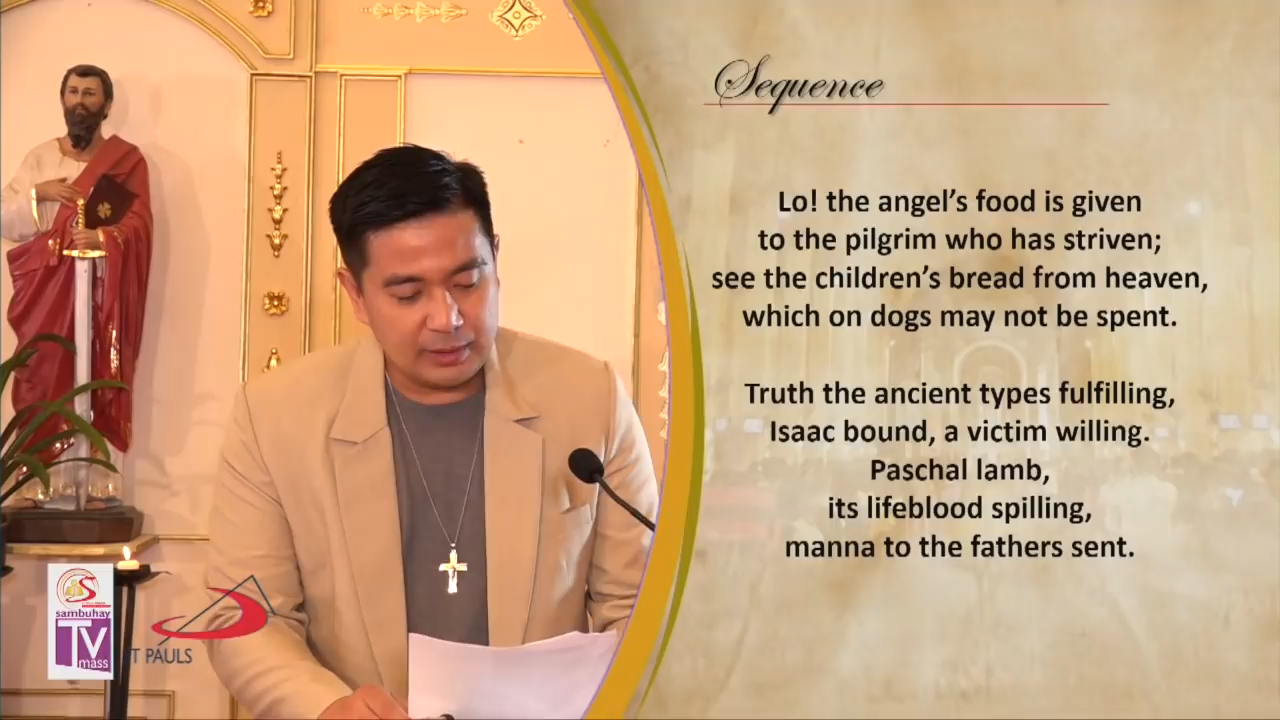 Sequence
Lo! the angel’s food is given
to the pilgrim who has striven;
see the children’s bread from heaven,
which on dogs may not be spent.
Truth the ancient types fulfilling,
Isaac bound, a victim willing.
Paschal lamb,
its lifeblood spilling,
manna to the fathers sent.
sambuhay
TV
mass
ST PAULS